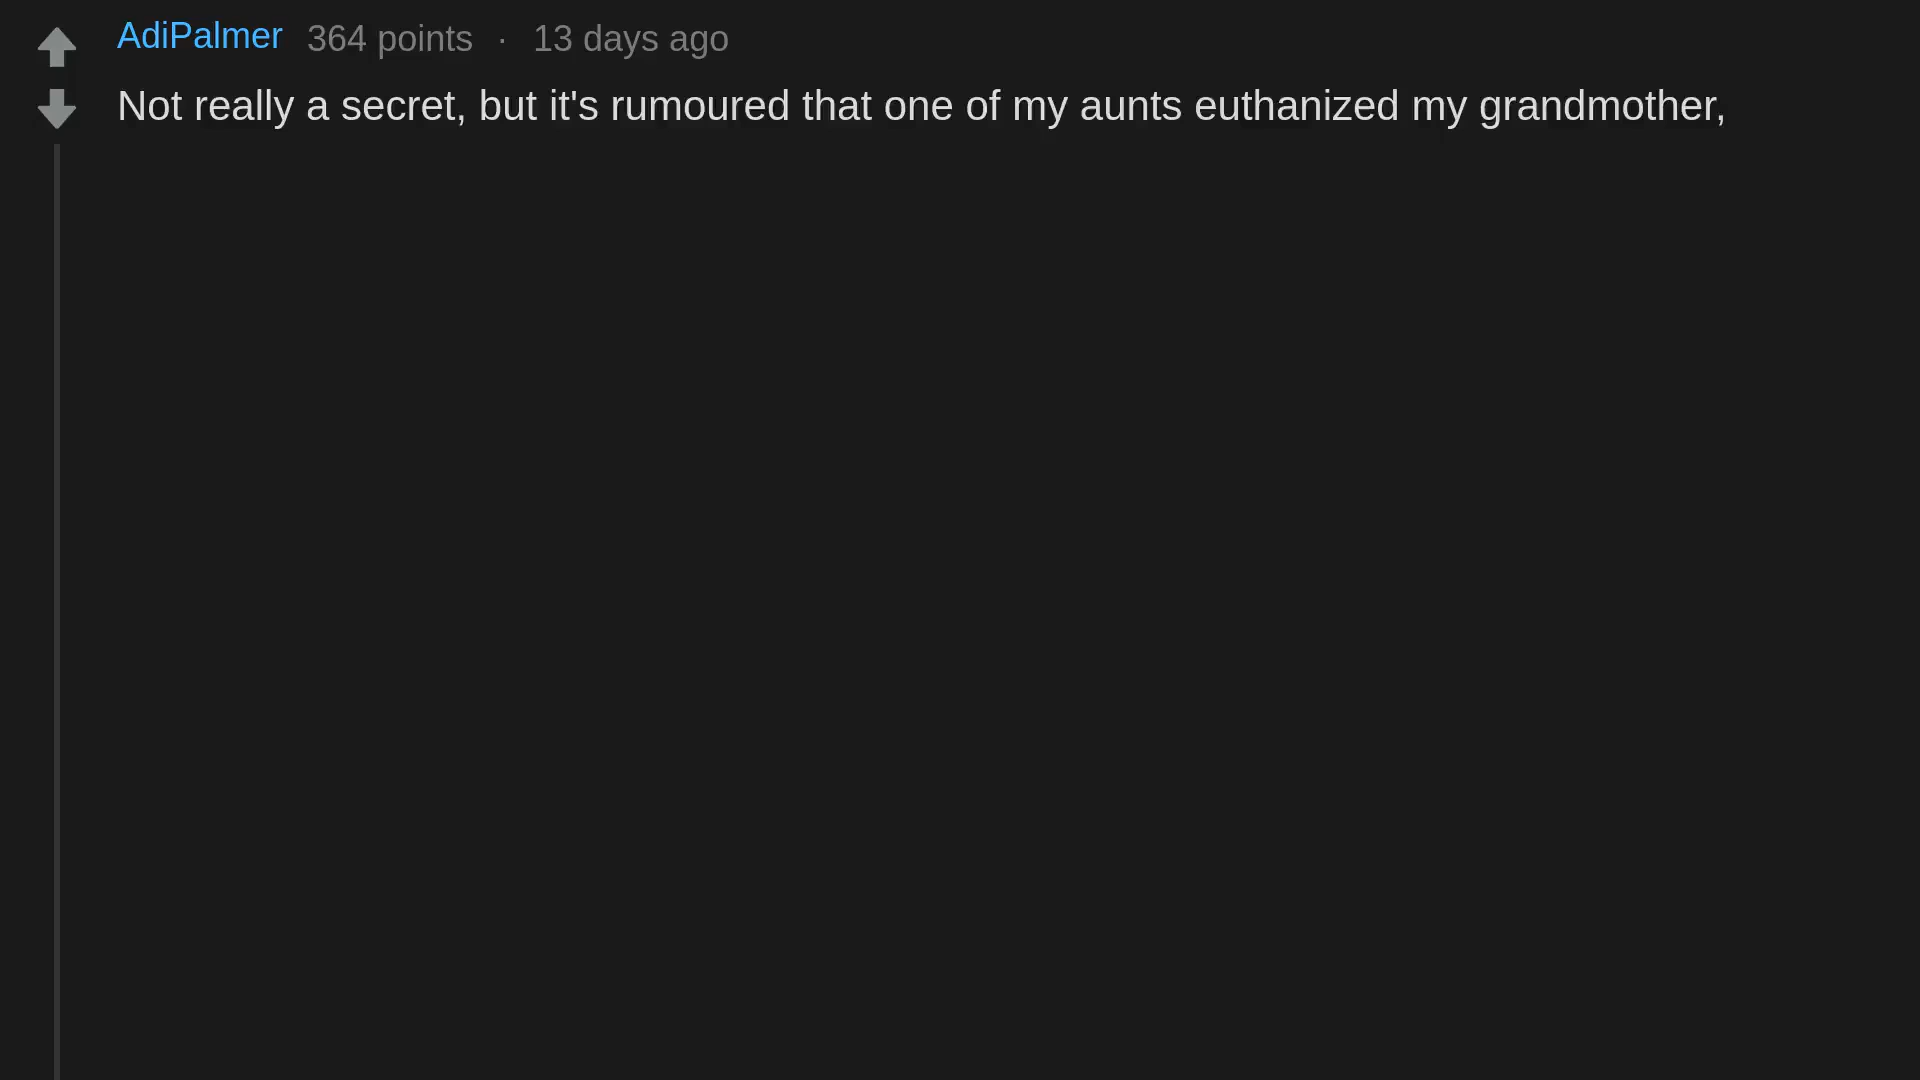 AdiPalmer 364 points · 13 days ago
Not really a secret, but it's rumoured that one of my aunts euthanized my grandmother,